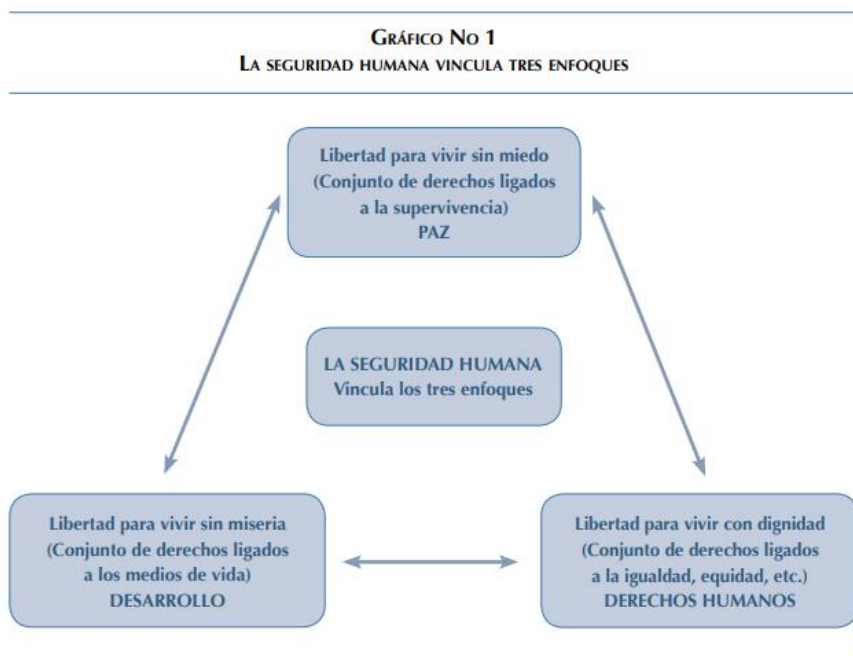 Gráfico No 1
La seguridad humana vincula tres enfoques
Libertad para vivir sin miedo
(Conjunto de derechos ligados
a la supervivencia)
PAZ
LA SEGURIDAD HUMANA
Vincula los tres enfoques
Libertad para vivir sin miseria
(Conjunto de derechos ligados
a los medios de vida)
DESARROLLO
Libertad para vivir con dignidad
(Conjunto de derechos ligados
a la igualdad, equidad, etc.)
DERECHOS HUMANOS